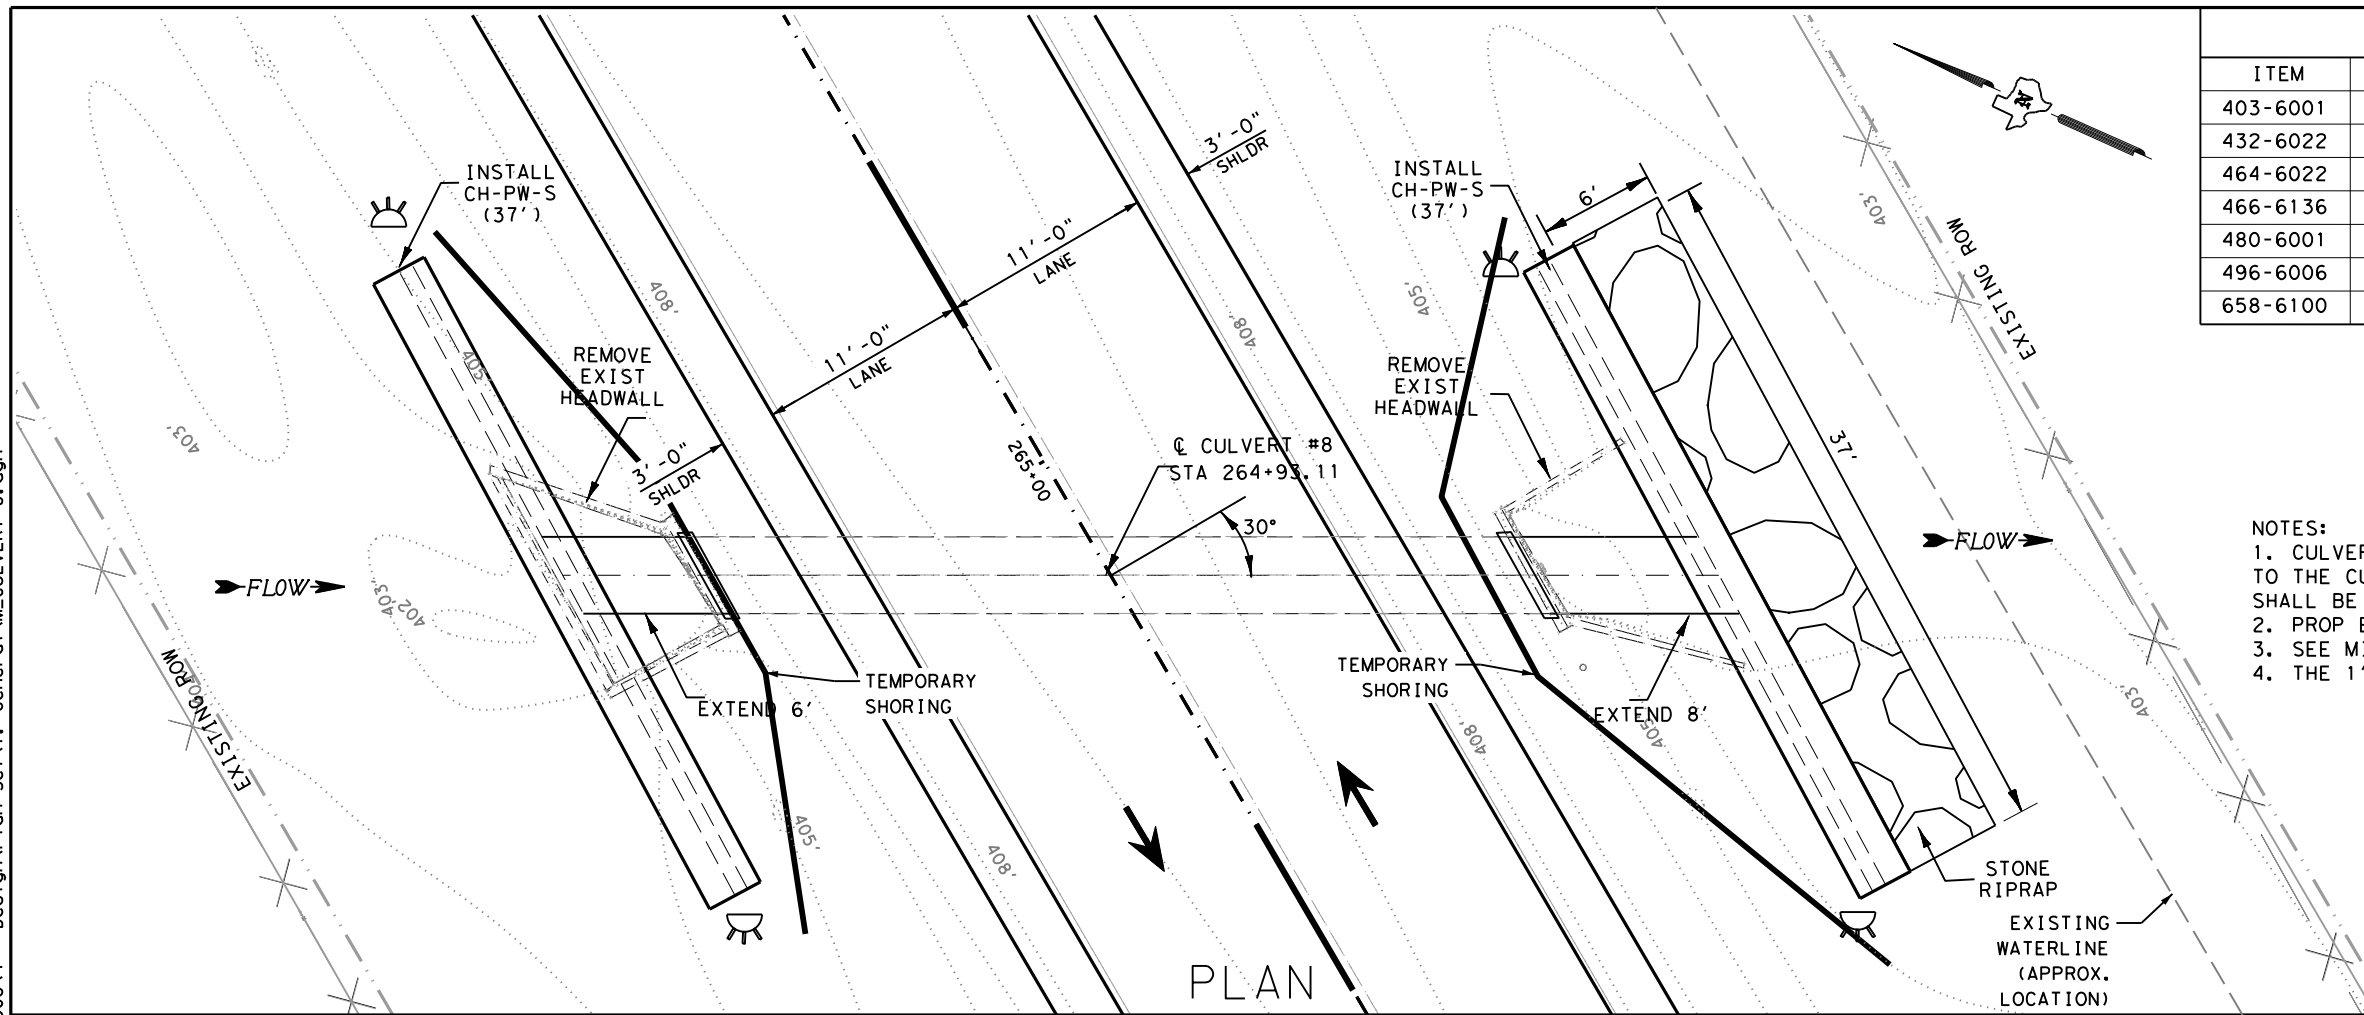 INSTALL
CH-PW-S
(37')
REMOVE
EXIST
HEADWALL
3'-0"
SHLDR
11'-0"
LANE
11'-0"
LANE
3'-0"
SHLDR
408'
408'
408'
408'
405'
405'
405'
405'
403'
403'
403'
403'
402'
265+00
℄ CULVERT #8
STA 264+93.11
30°
FLOW
EXTEND 6'
TEMPORARY
SHORING
EXISTING ROW
INSTALL
CH-PW-S
(37')
6'
37'
REMOVE
EXIST
HEADWALL
TEMPORARY
SHORING
EXTEND 8'
FLOW
EXISTING ROW
STONE
RIPRAP
EXISTING
WATERLINE
(APPROX.
LOCATION)
PLAN
N
ITEM
403-6001
432-6022
464-6022
466-6136
480-6001
496-6006
658-6100
NOTES:
1. CULVER
TO THE CU
SHALL BE
2. PROP E
3. SEE MI
4. THE 1'